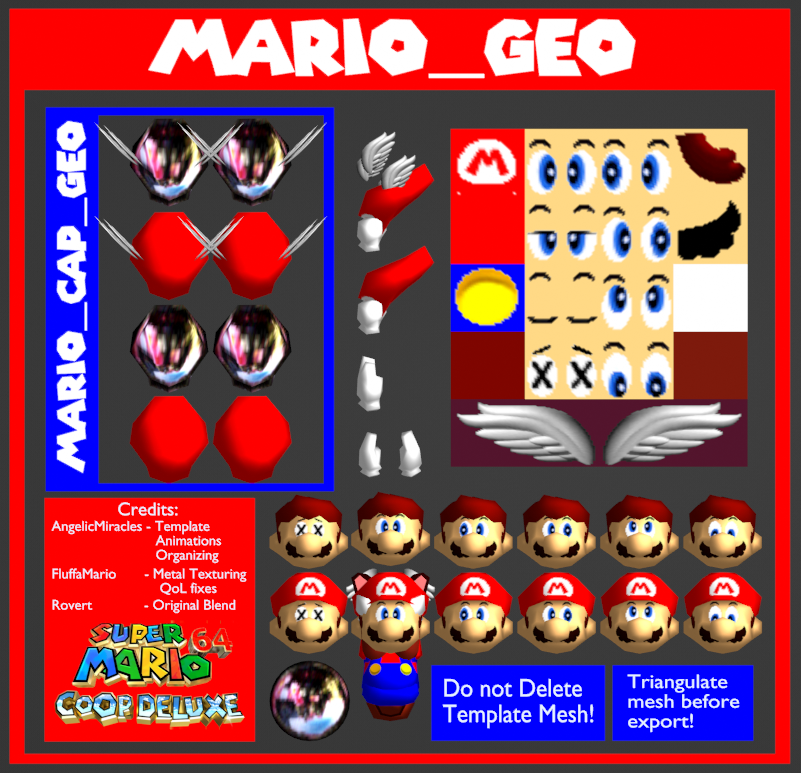 MARIO_GEO
MARIO_CAP_GEO
M
X X
Credits:
AngelicMiracles - Template
Animations
Organizing
FluffaMario - Metal Texturing
QoL fixes
Rovert - Original Blend
SUPER
MARIO 64
COOP DELUXE
X X
M M M M M M
X X
Do not Delete
Template Mesh!
Triangulate
mesh before
export!